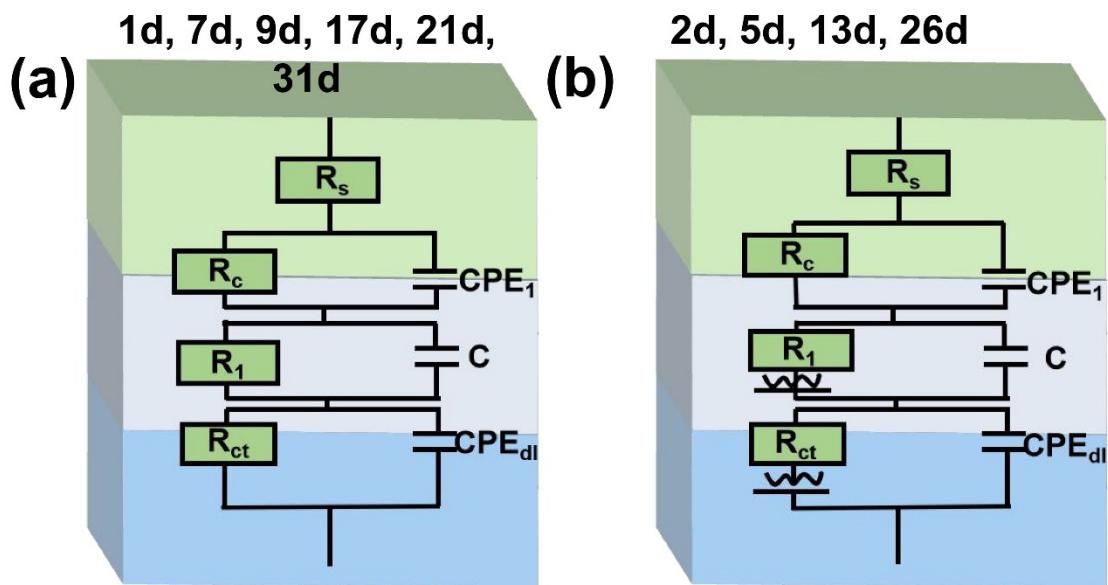 1d, 7d, 9d, 17d, 21d,
31d
(a)
Rs
Rc
CPE1
R1
C
Rct
CPEdl
2d, 5d, 13d, 26d
(b)
Rs
Rc
CPE1
R1
C
Rct
CPEdl